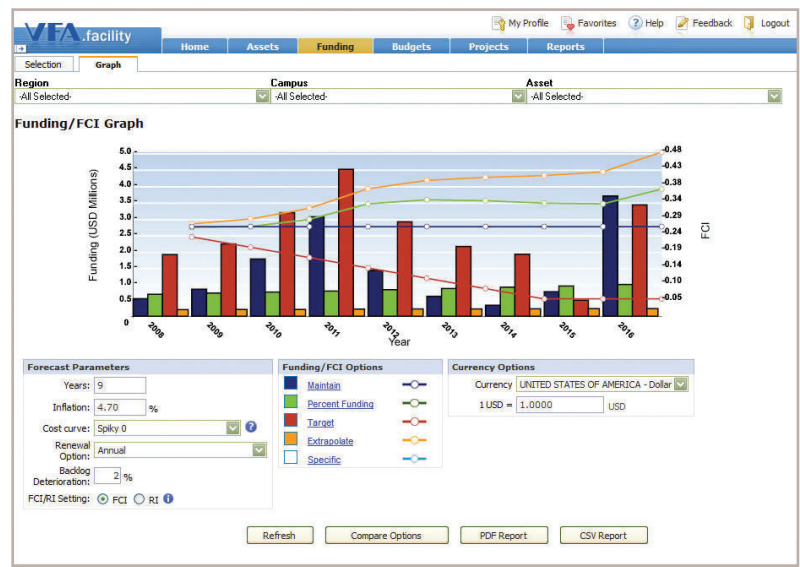 VFA.facility
My Profile Favorites Help Feedback Logout
Home Assets Funding Budgets Projects Reports
Selection Graph
Region Campus Asset
-All Selected- -All Selected- -All Selected-
Funding/FCI Graph
5.0
4.5
4.0
3.5
3.0
2.5
2.0
1.5
1.0
0.5
0
Funding (USD Millions)
0.48
0.43
0.38
0.34
0.29
0.24
0.19
0.14
0.10
0.05
FCI
2008 2009 2010 2011 2012 2013 2014 2015 2016
Year
Forecast Parameters
Years: 9
Inflation: 4.70 %
Cost curve: Spiky 0
Renewal
Option: Annual
Backlog
Deterioration: 2 %
FCI/RI Setting: FCI RI
Funding/FCI Options
Maintain
Percent Funding
Target
Extrapolate
Specific
Currency Options
Currency UNITED STATES OF AMERICA - Dollar
1 USD = 1.0000 USD
Refresh Compare Options PDF Report CSV Report